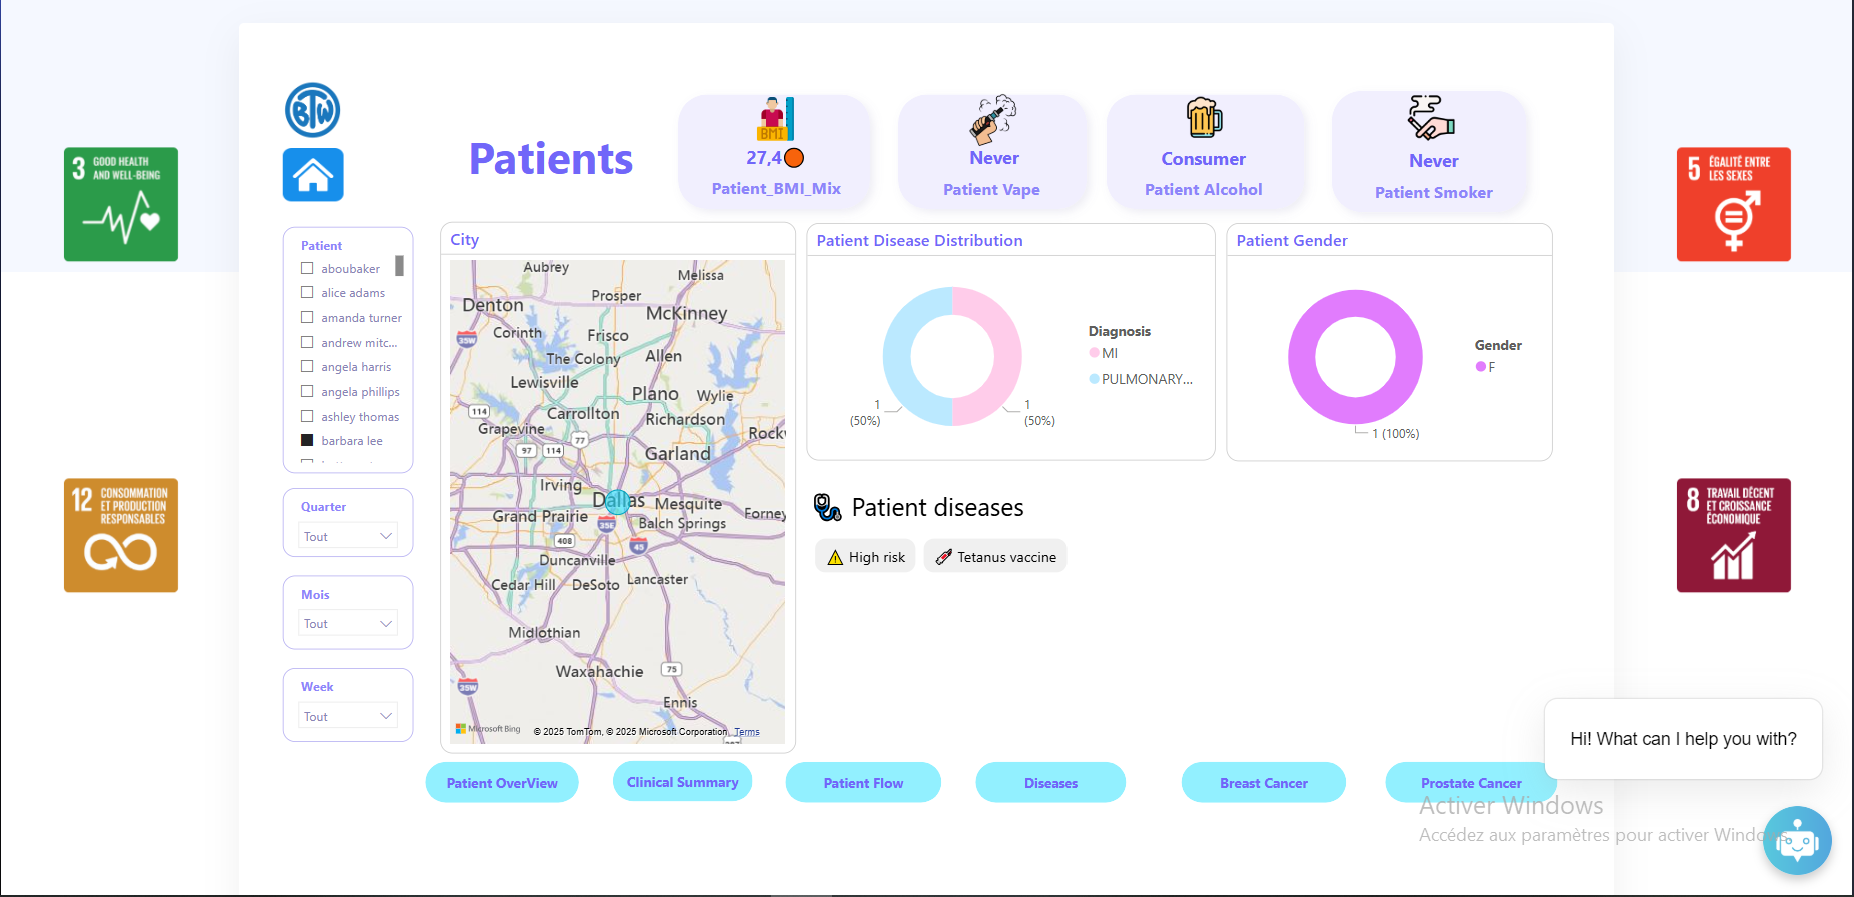 3 GOOD HEALTH
AND WELL-BEING
12 CONSOMMATION
ET PRODUCTION
RESPONSABLES
BTW
Patients
BMI
27,4
Patient_BMI_Mix
Never
Patient Vape
Consumer
Patient Alcohol
Never
Patient Smoker
5 ÉGALITÉ ENTRE
LES SEXES
8 TRAVAIL DÉCENT
ET CROISSANCE
ÉCONOMIQUE
Patient
aboubaker
alice adams
amanda turner
andrew mitc...
angela harris
angela phillips
ashley thomas
barbara lee
Quarter
Tout
Mois
Tout
Week
Tout
City
Aubrey
Melissa
Prosper
Denton
McKinney
Corinth
Frisco
35W
The Colony
Allen
Lewisville
Plano
Wylie
114
Carrollton
Richardson
Grapevine
77
Rockw
97
114
Garland
Irving
Dallas
Mesquite
Grand Prairie
35E
Balch Springs
Forney
408
45
Duncanville
Cedar Hill
DeSoto
Lancaster
Midlothian
Waxahachie
75
35W
Ennis
Microsoft Bing
© 2025 TomTom, © 2025 Microsoft Corporation, Terms
Patient Disease Distribution
Diagnosis
MI
PULMONARY...
1
(50%)
1
(50%)
Patient Gender
Gender
F
1 (100%)
Patient diseases
High risk
Tetanus vaccine
Hi! What can I help you with?
Patient OverView
Clinical Summary
Patient Flow
Diseases
Breast Cancer
Prostate Cancer
Activer Windows
Accédez aux paramètres pour activer Windows